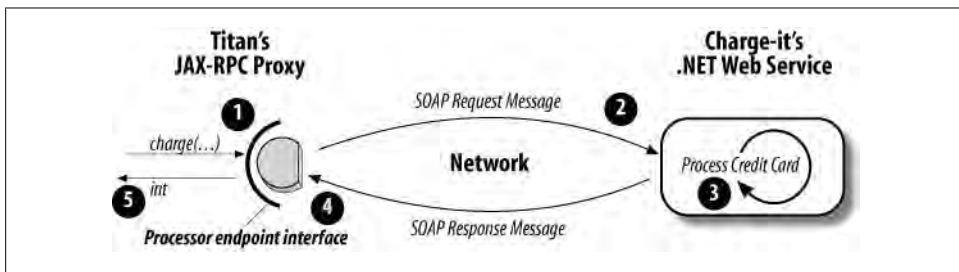 Titan's
JAX-RPC Proxy
Charge-it's
.NET Web Service
1
SOAP Request Message
2
charge(…)
Network
Process Credit Card
3
5
int
4
Processor endpoint interface
SOAP Response Message